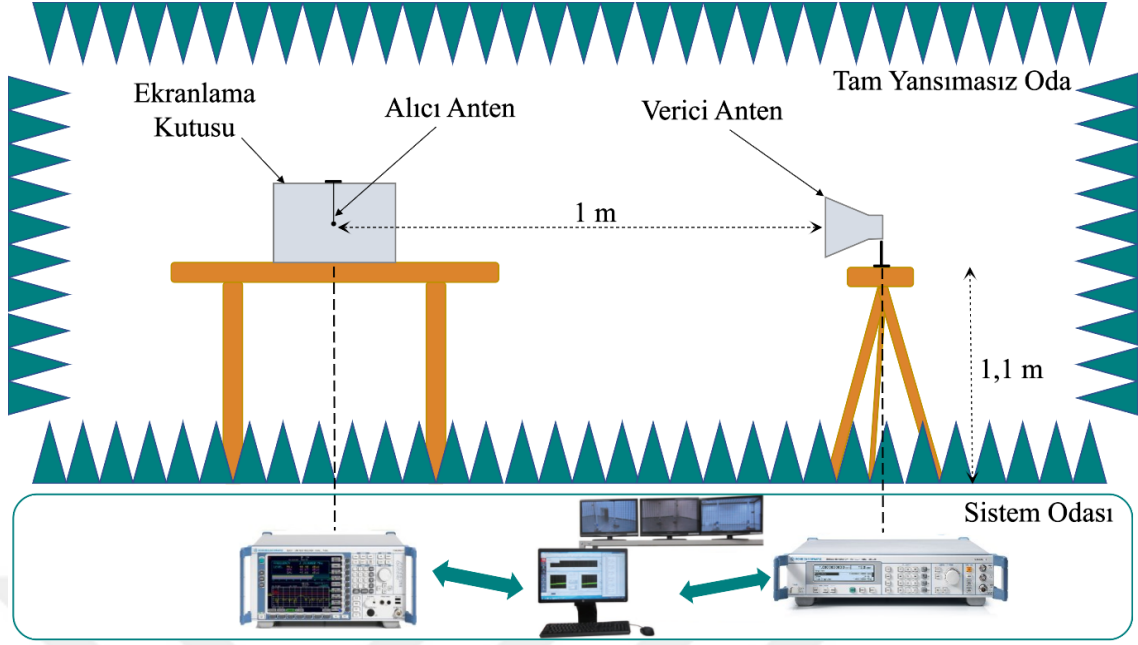 Tam Yansımasız Oda
Ekranlama
Kutusu
Alıcı Anten
Verici Anten
1 m
1,1 m
Sistem Odası